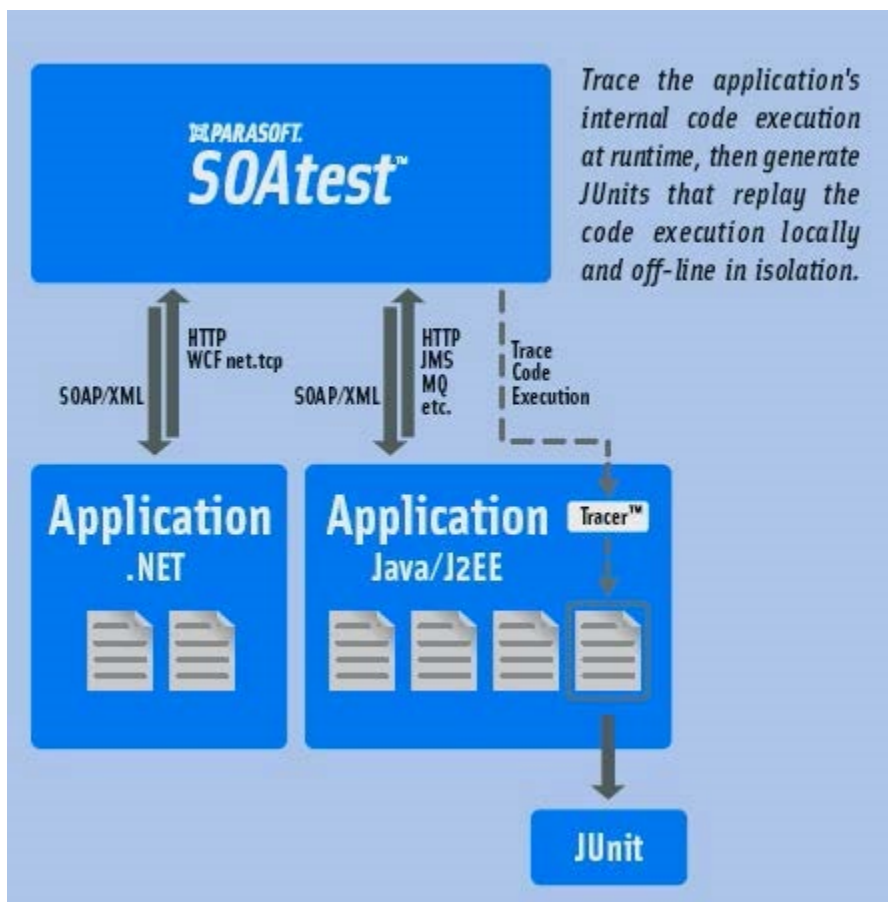 PARASOFT.
SOAtest™
Trace the application's
internal code execution
at runtime, then generate
JUnits that replay the
code execution locally
and off-line in isolation.
HTTP
WCF net.tcp
SOAP/XML
HTTP
JMS
MQ
etc.
SOAP/XML
Trace
Code
Execution
Application
.NET
Application
Java/J2EE
Tracer™
JUnit